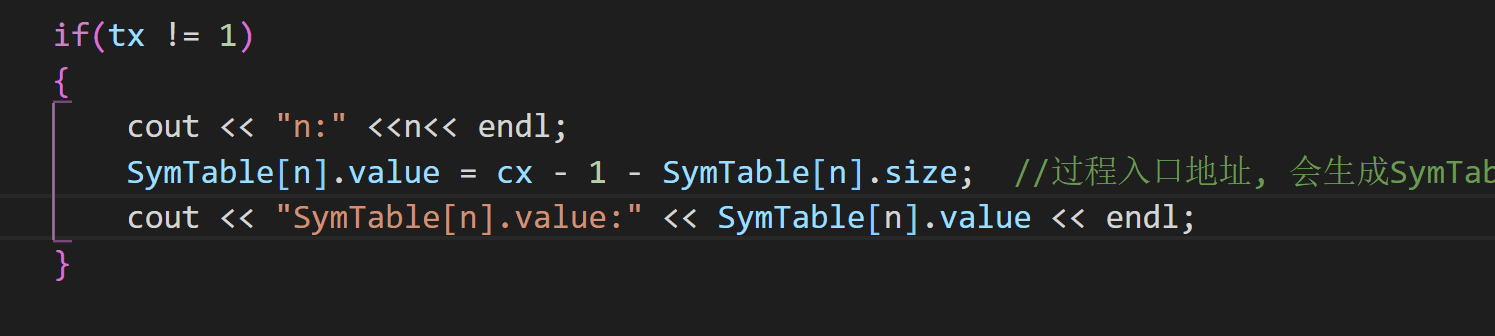 if(tx != 1)
{
cout << "n:" <<n<< endl;
SymTable[n].value = cx - 1 - SymTable[n].size; //过程入口地址, 会生成SymTab
cout << "SymTable[n].value:" << SymTable[n].value << endl;
}